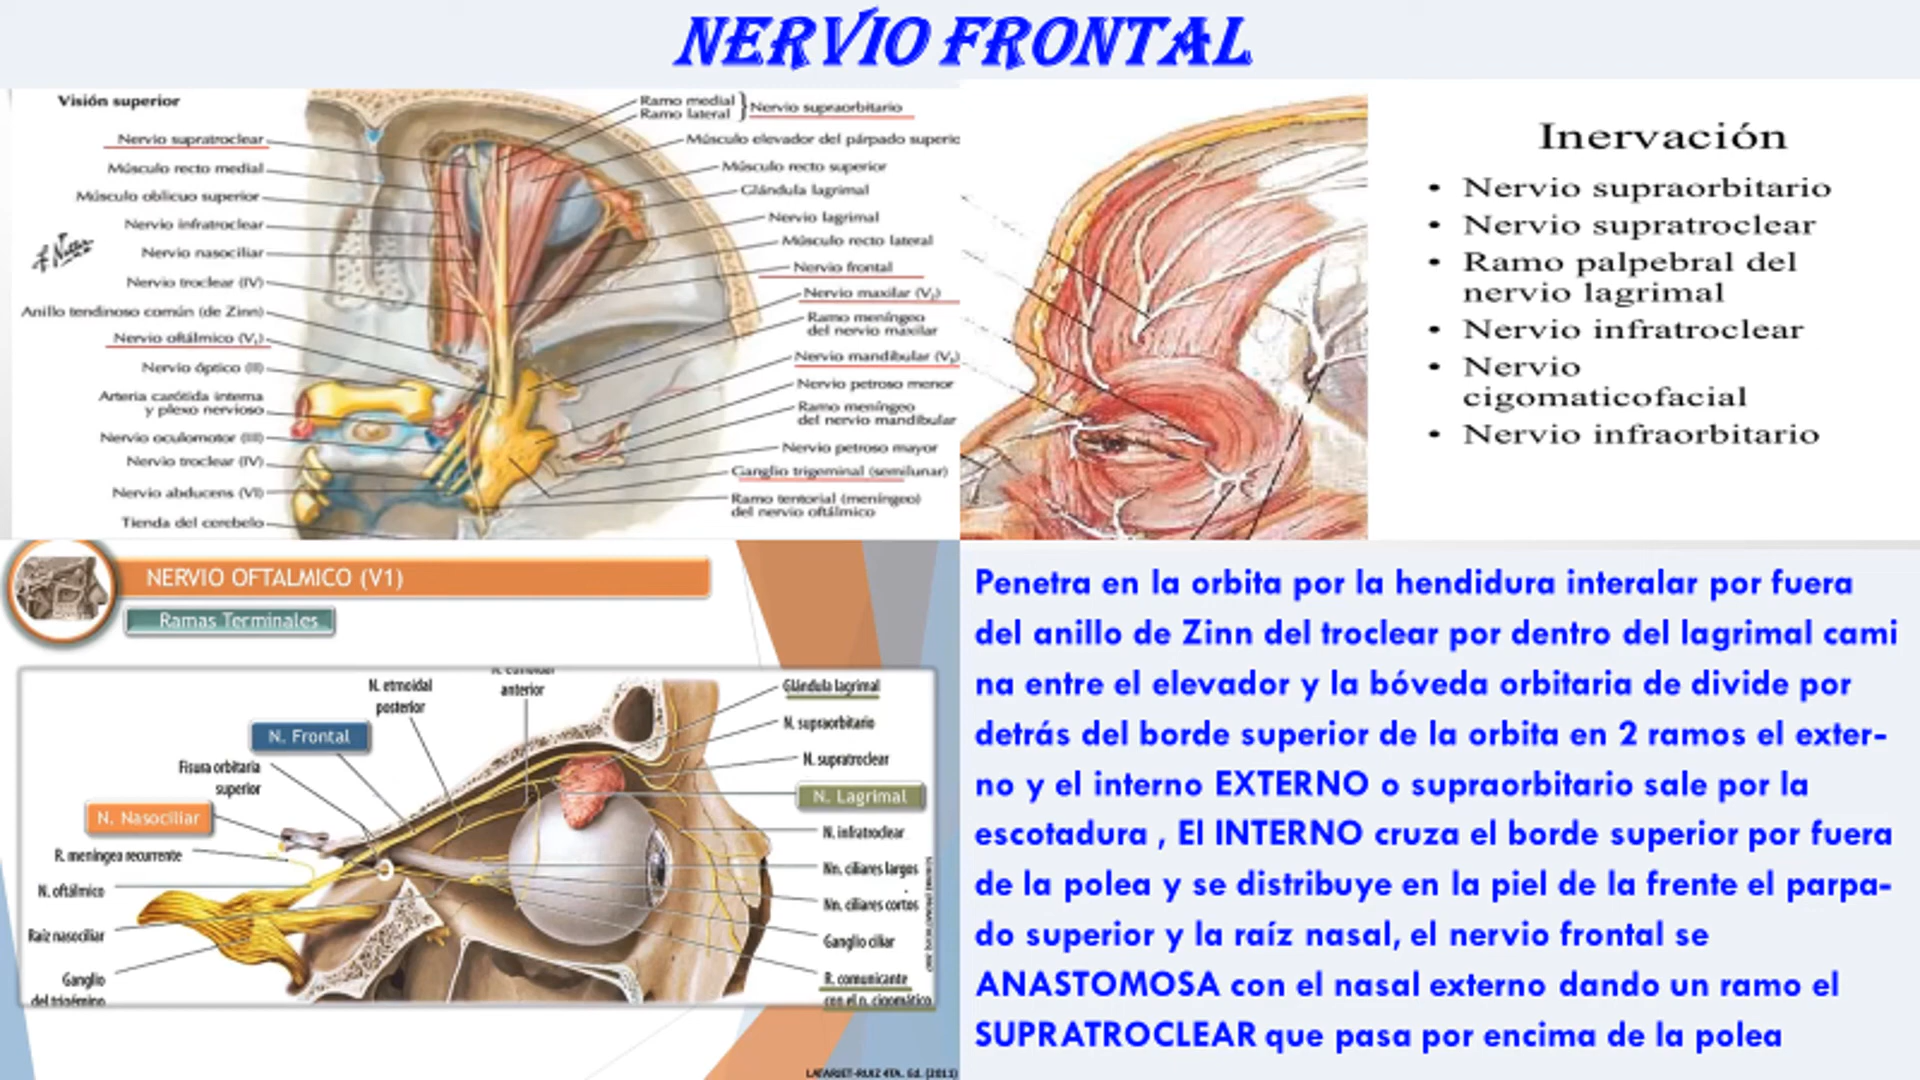 NERVIO FRONTAL
Visión superior
Nervio supratroclear
Músculo recto medial
Músculo oblicuo superior
Nervio infratroclear
Nervio nasociliar
Nervio troclear (IV)
Anillo tendinoso común (de Zinn)
Nervio oftálmico (V₁)
Nervio óptico (II)
Arteria carótida interna
y plexo nervioso
Nervio oculomotor (III)
Nervio troclear (IV)
Nervio abducens (VI)
Tienda del cerebelo
Ramo medial
Ramo lateral
Nervio supraorbitario
Músculo elevador del párpado superio
Músculo recto superior
Glándula lagrimal
Nervio lagrimal
Músculo recto lateral
Nervio frontal
Nervio maxilar (V₂)
Ramo meníngeo
del nervio maxilar
Nervio mandibular (V₃)
Nervio petroso menor
Ramo meníngeo
del nervio mandibular
Nervio petroso mayor
Ganglio trigeminal (semilunar)
Ramo tentorial (meníngeo)
del nervio oftálmico
Inervación
• Nervio supraorbitario
• Nervio supratroclear
• Ramo palpebral del
nervio lagrimal
• Nervio infratroclear
• Nervio
cigomaticofacial
• Nervio infraorbitario
NERVIO OFTALMICO (V1)
Ramas Terminales
N. etmoidal
posterior
anterior
N. Frontal
Fisura orbitaria
superior
N. Nasociliar
R. meníngea recurrente
N. oftálmico
Raíz nasociliar
Ganglio
del trigémino
Glándula lagrimal
N. supraorbitario
N. supratroclear
N. Lagrimal
N. infratroclear
Nn. ciliares largos
Nn. ciliares cortos
Ganglio ciliar
R. comunicante
con el n. cigomático
LATARJET-RUIZ 4TA. Ed. (2011)
Penetra en la orbita por la hendidura interalar por fuera
del anillo de Zinn del troclear por dentro del lagrimal cami
na entre el elevador y la bóveda orbitaria de divide por
detrás del borde superior de la orbita en 2 ramos el exter-
no y el interno EXTERNO o supraorbitario sale por la
escotadura , El INTERNO cruza el borde superior por fuera
de la polea y se distribuye en la piel de la frente el parpa-
do superior y la raíz nasal, el nervio frontal se
ANASTOMOSA con el nasal externo dando un ramo el
SUPRATROCLEAR que pasa por encima de la polea